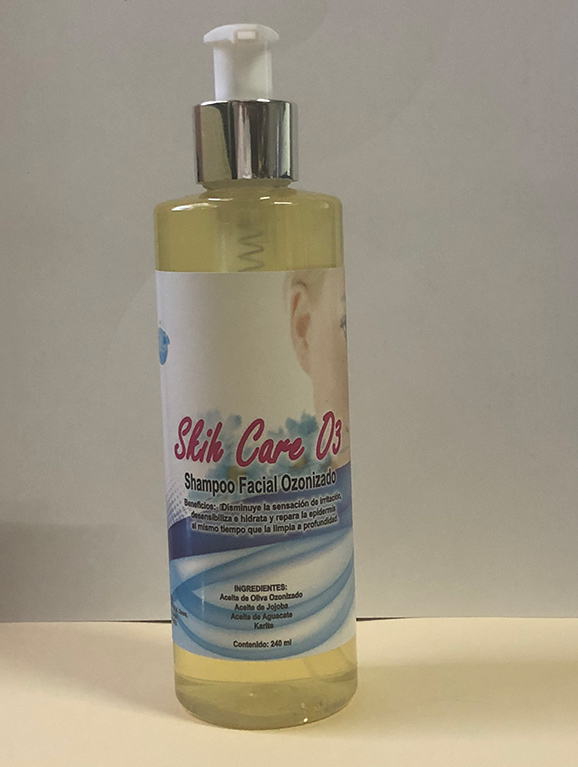 Skih Care O3
Shampoo Facial Ozonizado
Beneficios: Disminuye la sensación de irritación,
desensibiliza e hidrata y repara la epidermis
al mismo tiempo que la limpia a profundidad.
INGREDIENTES:
Aceite de Oliva Ozonizado
Aceite de Jojoba
Aceite de Aguacate
Karite
Contenido: 240 ml